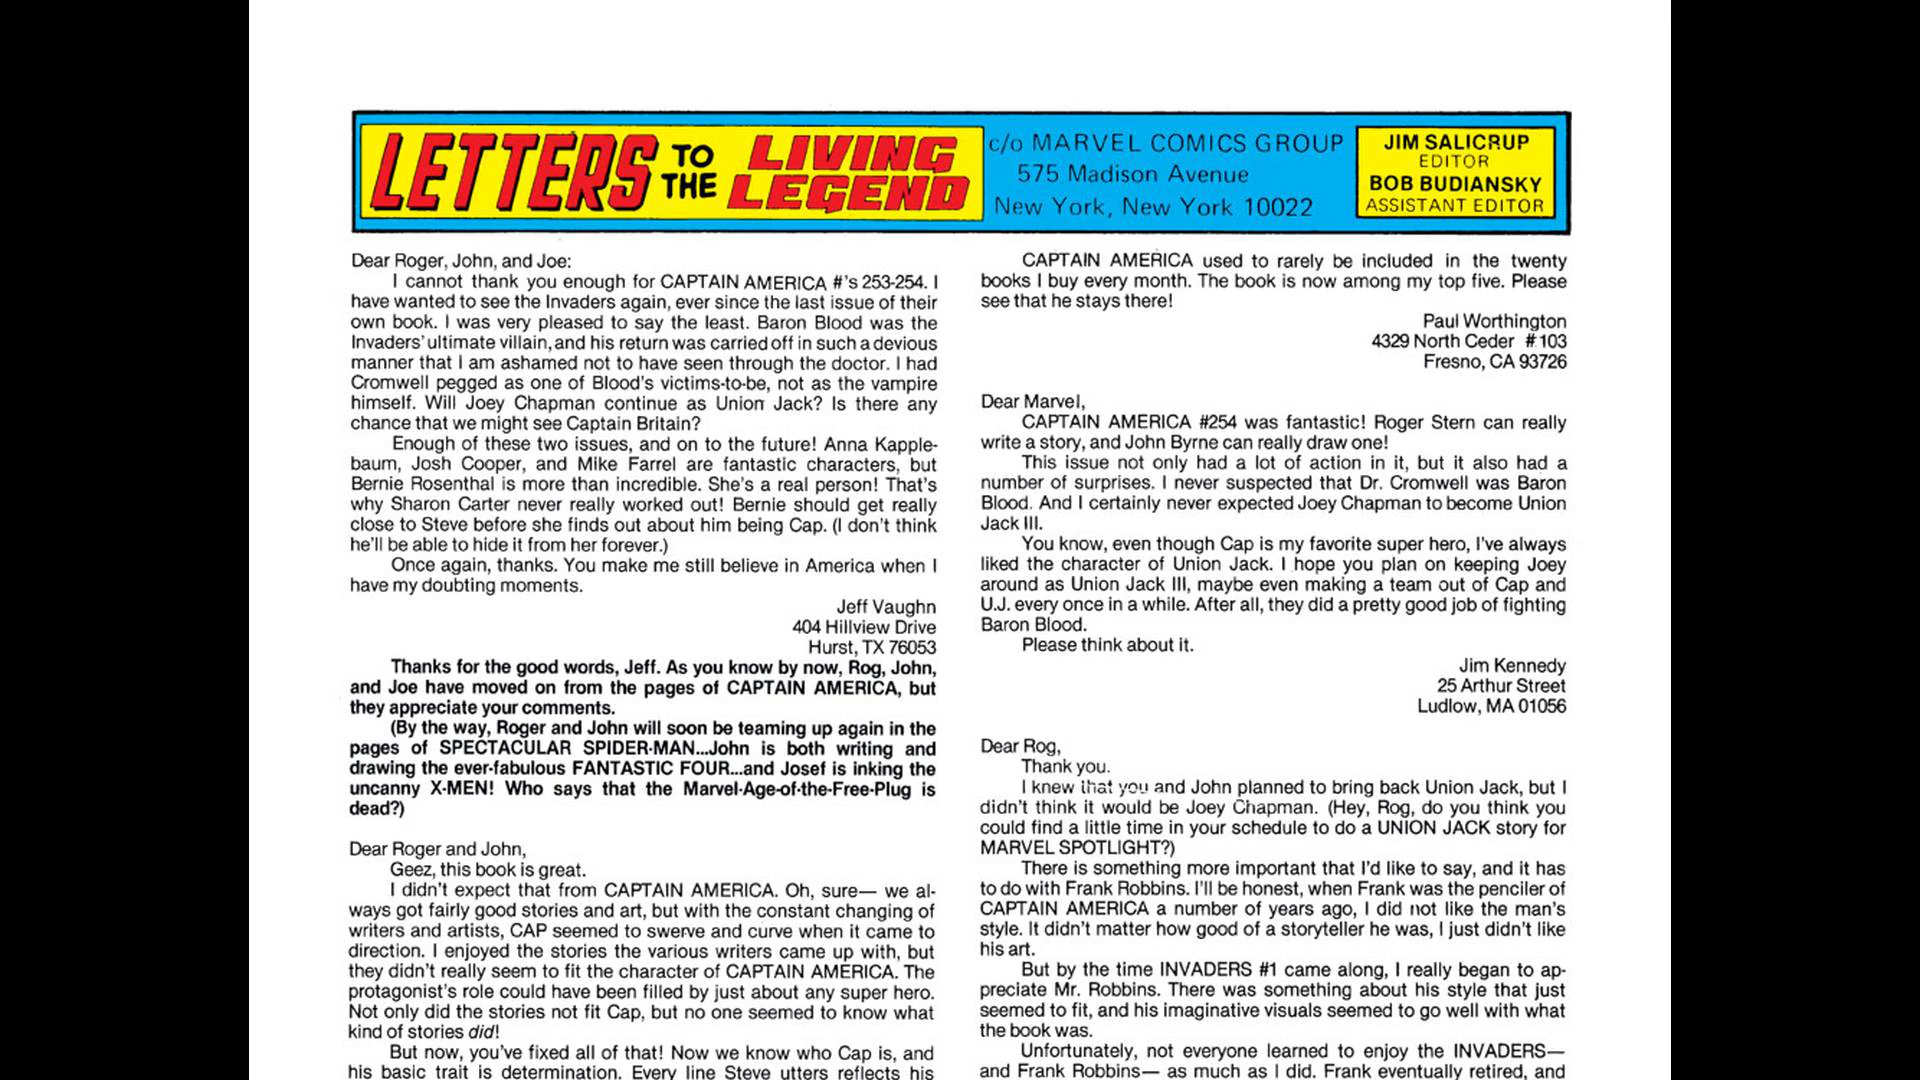 LETTERS TO THE LIVING LEGEND
c/o MARVEL COMICS GROUP
575 Madison Avenue
New York, New York 10022
JIM SALICRUP
EDITOR
BOB BUDIANSKY
ASSISTANT EDITOR
Dear Roger, John, and Joe:
I cannot thank you enough for CAPTAIN AMERICA #'s 253-254. I
have wanted to see the Invaders again, ever since the last issue of their
own book. I was very pleased to say the least. Baron Blood was the
Invaders' ultimate villain, and his return was carried off in such a devious
manner that I am ashamed not to have seen through the doctor. I had
Cromwell pegged as one of Blood's victims-to-be, not as the vampire
himself. Will Joey Chapman continue as Union Jack? Is there any
chance that we might see Captain Britain?
Enough of these two issues, and on to the future! Anna Kapple-
baum, Josh Cooper, and Mike Farrel are fantastic characters, but
Bernie Rosenthal is more than incredible. She's a real person! That's
why Sharon Carter never really worked out! Bernie should get really
close to Steve before she finds out about him being Cap. (I don't think
he'll be able to hide it from her forever.)
Once again, thanks. You make me still believe in America when I
have my doubting moments.
Jeff Vaughn
404 Hillview Drive
Hurst, TX 76053
Thanks for the good words, Jeff. As you know by now, Rog, John,
and Joe have moved on from the pages of CAPTAIN AMERICA, but
they appreciate your comments.
(By the way, Roger and John will soon be teaming up again in the
pages of SPECTACULAR SPIDER-MAN...John is both writing and
drawing the ever-fabulous FANTASTIC FOUR...and Josef is inking the
uncanny X-MEN! Who says that the Marvel-Age-of-the-Free-Plug is
dead?)
Dear Roger and John,
Geez, this book is great.
I didn't expect that from CAPTAIN AMERICA. Oh, sure— we al-
ways got fairly good stories and art, but with the constant changing of
writers and artists, CAP seemed to swerve and curve when it came to
direction. I enjoyed the stories the various writers came up with, but
they didn't really seem to fit the character of CAPTAIN AMERICA. The
protagonist's role could have been filled by just about any super hero.
Not only did the stories not fit Cap, but no one seemed to know what
kind of stories did!
But now, you've fixed all of that! Now we know who Cap is, and
his basic trait is determination. Every line Steve utters reflects his
CAPTAIN AMERICA used to rarely be included in the twenty
books I buy every month. The book is now among my top five. Please
see that he stays there!
Paul Worthington
4329 North Ceder #103
Fresno, CA 93726
Dear Marvel,
CAPTAIN AMERICA #254 was fantastic! Roger Stern can really
write a story, and John Byrne can really draw one!
This issue not only had a lot of action in it, but it also had a
number of surprises. I never suspected that Dr. Cromwell was Baron
Blood. And I certainly never expected Joey Chapman to become Union
Jack III.
You know, even though Cap is my favorite super hero, I've always
liked the character of Union Jack. I hope you plan on keeping Joey
around as Union Jack III, maybe even making a team out of Cap and
U.J. every once in a while. After all, they did a pretty good job of fighting
Baron Blood.
Please think about it.
Jim Kennedy
25 Arthur Street
Ludlow, MA 01056
Dear Rog,
Thank you.
I knew that you and John planned to bring back Union Jack, but I
didn't think it would be Joey Chapman. (Hey, Rog, do you think you
could find a little time in your schedule to do a UNION JACK story for
MARVEL SPOTLIGHT?)
There is something more important that I'd like to say, and it has
to do with Frank Robbins. I'll be honest, when Frank was the penciler of
CAPTAIN AMERICA a number of years ago, I did not like the man's
style. It didn't matter how good of a storyteller he was, I just didn't like
his art.
But by the time INVADERS #1 came along, I really began to ap-
preciate Mr. Robbins. There was something about his style that just
seemed to fit, and his imaginative visuals seemed to go well with what
the book was.
Unfortunately, not everyone learned to enjoy the INVADERS—
and Frank Robbins— as much as I did. Frank eventually retired, and